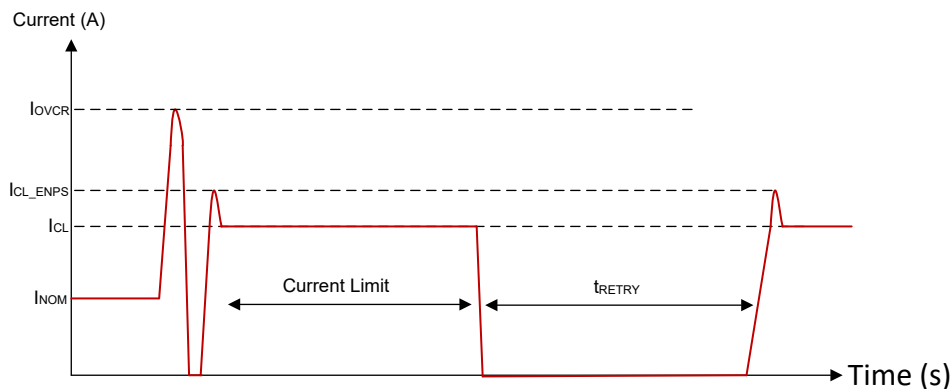 Current (A)
IOVCR
ICL_ENPS
ICL
INOM
Current Limit
tRETRY
Time (s)